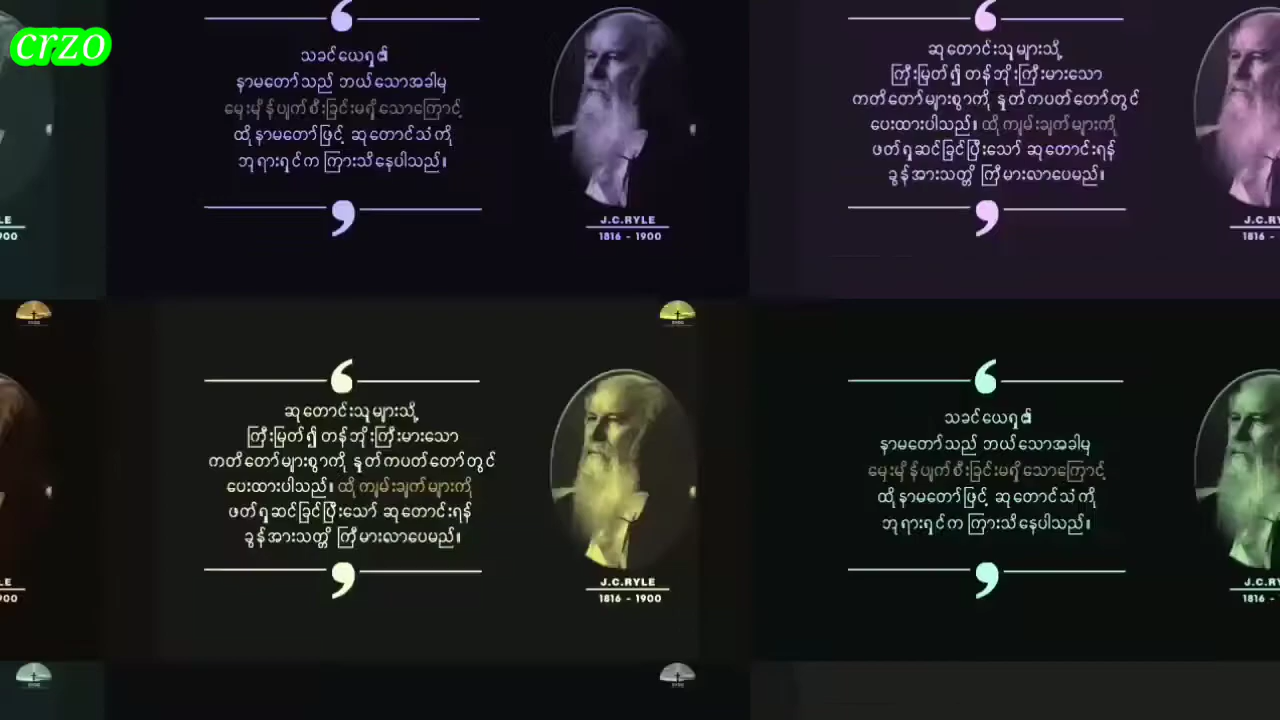 crzo
သခင်ယေရှု၏
နာမတော်သည် ဘယ်သောအခါမှ
မှေးမှိန်ပျက်စီးခြင်းမရှိသောကြောင့်
ထိုနာမတော်ဖြင့် ဆုတောင်သံကို
ဘုရားရှင်က ကြားသိနေပါသည်။
J.C.RYLE
1816 - 1900
ဆုတောင်းသူများသို့
ကြီးမြတ်၍ တန်ဘိုးကြီးမားသော
ကတိတော်များစွာကို နှုတ်ကပတ်တော်တွင်
ပေးထားပါသည်။ ထိုကျမ်းချက်များကို
ဖတ်ရှုဆင်ခြင်ပြီးသော် ဆုတောင်းရန်
ခွန်အားသတ္တိ ကြီမားလာပေမည်။
J.C.RY
1816 -
LE
900
ဆုတောင်းသူများသို့
ကြီးမြတ်၍ တန်ဘိုးကြီးမားသော
ကတိတော်များစွာကို နှုတ်ကပတ်တော်တွင်
ပေးထားပါသည်။ ထိုကျမ်းချက်များကို
ဖတ်ရှုဆင်ခြင်ပြီးသော် ဆုတောင်းရန်
ခွန်အားသတ္တိ ကြီမားလာပေမည်။
J.C.RYLE
1816 - 1900
သခင်ယေရှု၏
နာမတော်သည် ဘယ်သောအခါမှ
မှေးမှိန်ပျက်စီးခြင်းမရှိသောကြောင့်
ထိုနာမတော်ဖြင့် ဆုတောင်သံကို
ဘုရားရှင်က ကြားသိနေပါသည်။
J.C.RY
1816 -
LE
900